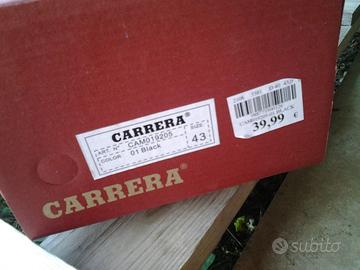 CARRERA®
ART. N° CAM019205
COLOR 01 Black
SIZE 43
39,99 €
CARRERA®
subito